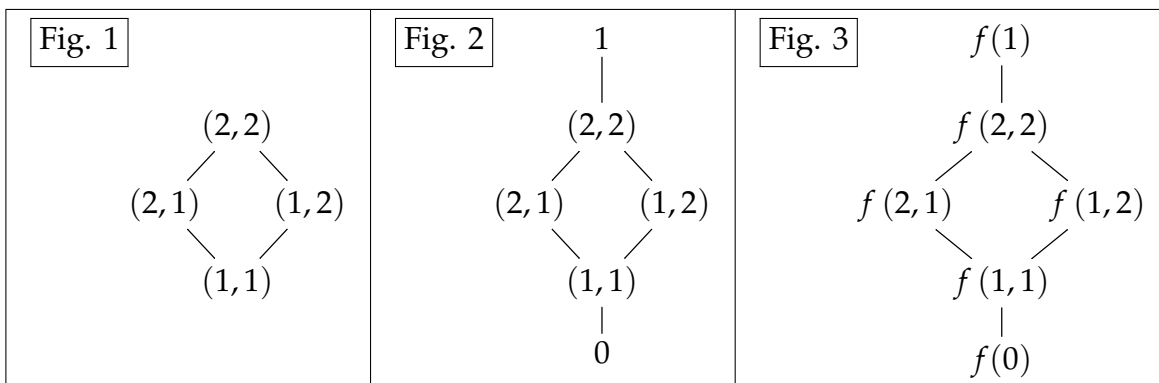 Fig. 1
(2, 2)
(2, 1) (1, 2)
(1, 1)
Fig. 2
1
(2, 2)
(2, 1) (1, 2)
(1, 1)
0
Fig. 3
f(1)
f (2, 2)
f (2, 1) f (1, 2)
f (1, 1)
f(0)